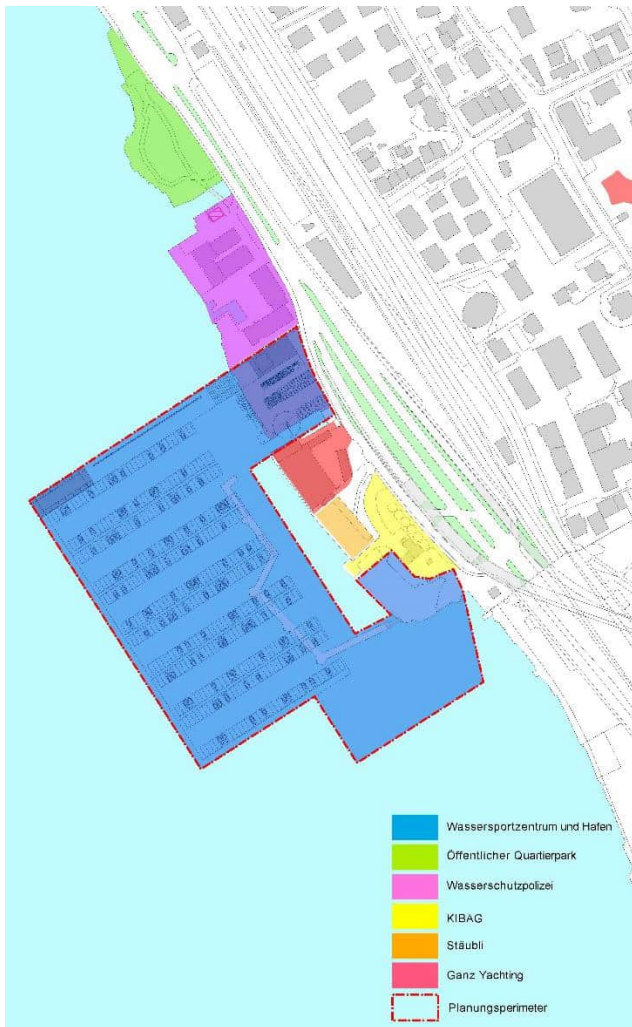 Wassersportzentrum und Hafen
Öffentlicher Quartierpark
Wasserschutzpolizei
KIBAG
Stäubli
Ganz Yachting
Planungsperimeter